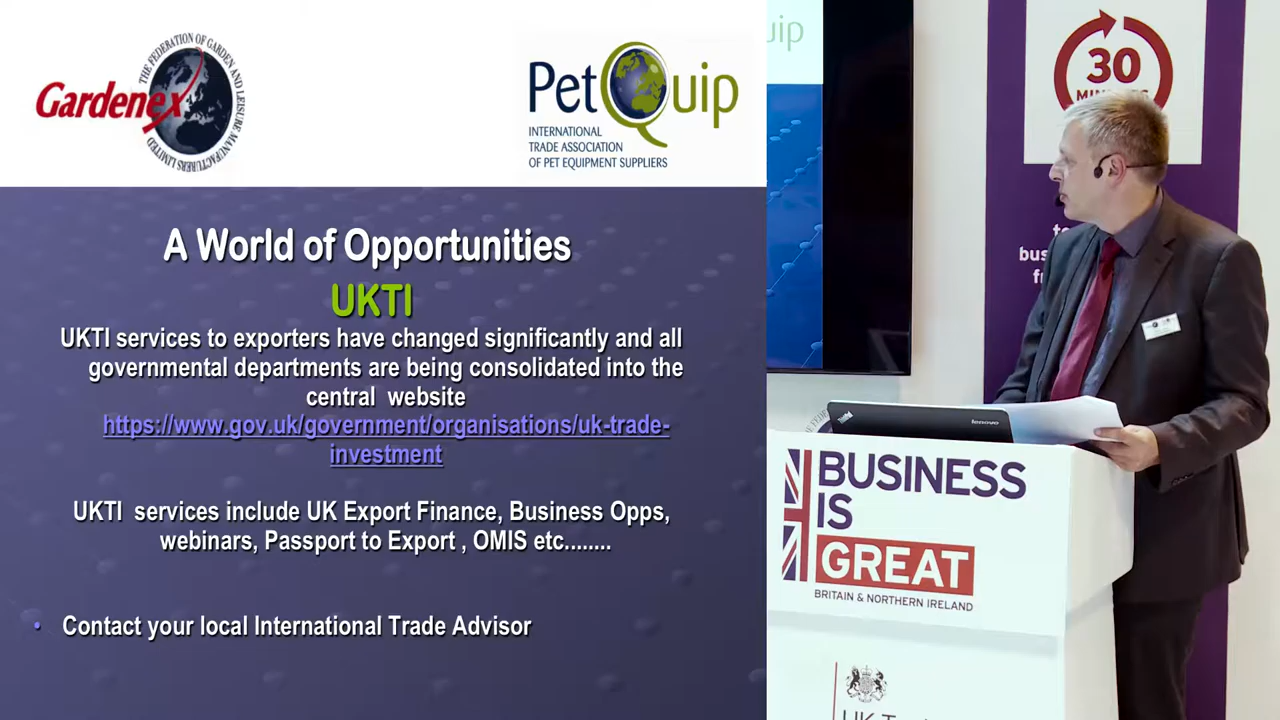 Gardenex
THE FEDERATION OF GARDEN AND LEISURE MANUFACTURERS LIMITED
PetQuip
INTERNATIONAL
TRADE ASSOCIATION
OF PET EQUIPMENT SUPPLIERS
A World of Opportunities
UKTI
UKTI services to exporters have changed significantly and all
governmental departments are being consolidated into the
central website
https://www.gov.uk/government/organisations/uk-trade-
investment
UKTI services include UK Export Finance, Business Opps,
webinars, Passport to Export , OMIS etc........
• Contact your local International Trade Advisor
uip
30
lenovo
BUSINESS
IS
GREAT
BRITAIN & NORTHERN IRELAND